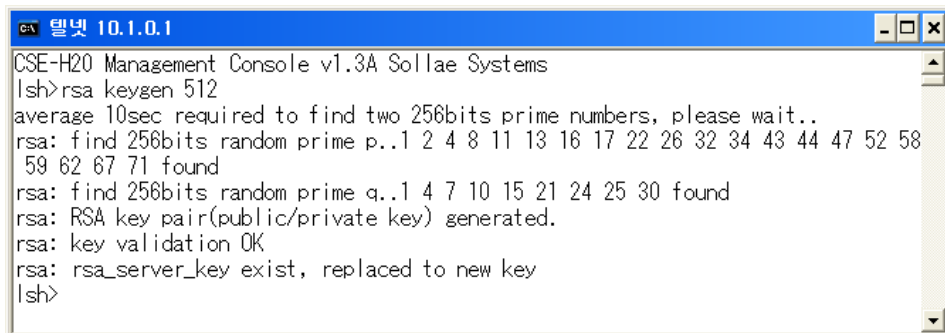 텔넷 10.1.0.1
CSE-H20 Management Console v1.3A Sollae Systems
lsh>rsa keygen 512
average 10sec required to find two 256bits prime numbers, please wait..
rsa: find 256bits random prime p..1 2 4 8 11 13 16 17 22 26 32 34 43 44 47 52 58
 59 62 67 71 found
rsa: find 256bits random prime q..1 4 7 10 15 21 24 25 30 found
rsa: RSA key pair(public/private key) generated.
rsa: key validation OK
rsa: rsa_server_key exist, replaced to new key
lsh>